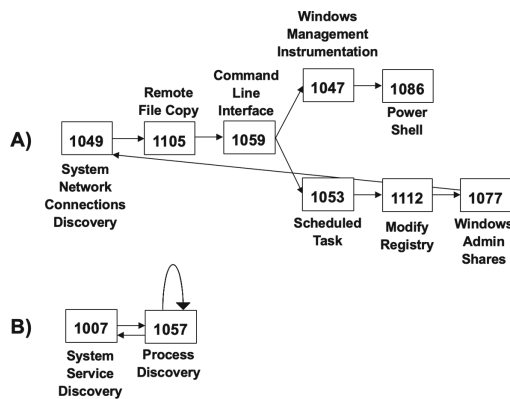 Windows
Management
Instrumentation
Command
Line
Interface
Remote
File Copy
1047
1086
Power
Shell
A)
1049
1105
1059
System
Network
Connections
Discovery
1053
1112
1077
Scheduled
Task
Modify
Registry
Windows
Admin
Shares
B)
1007
1057
System
Service
Discovery
Process
Discovery